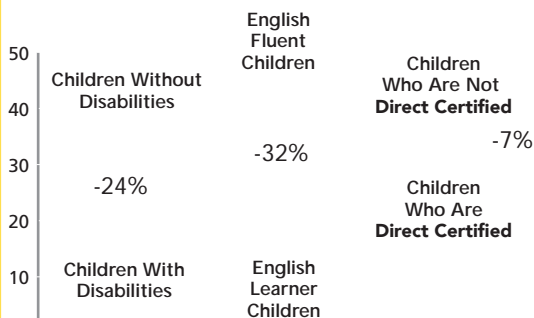 50
40
30
20
10
Children Without
Disabilities
-24%
Children With
Disabilities
English
Fluent
Children
-32%
English
Learner
Children
Children
Who Are Not
Direct Certified
-7%
Children
Who Are
Direct Certified